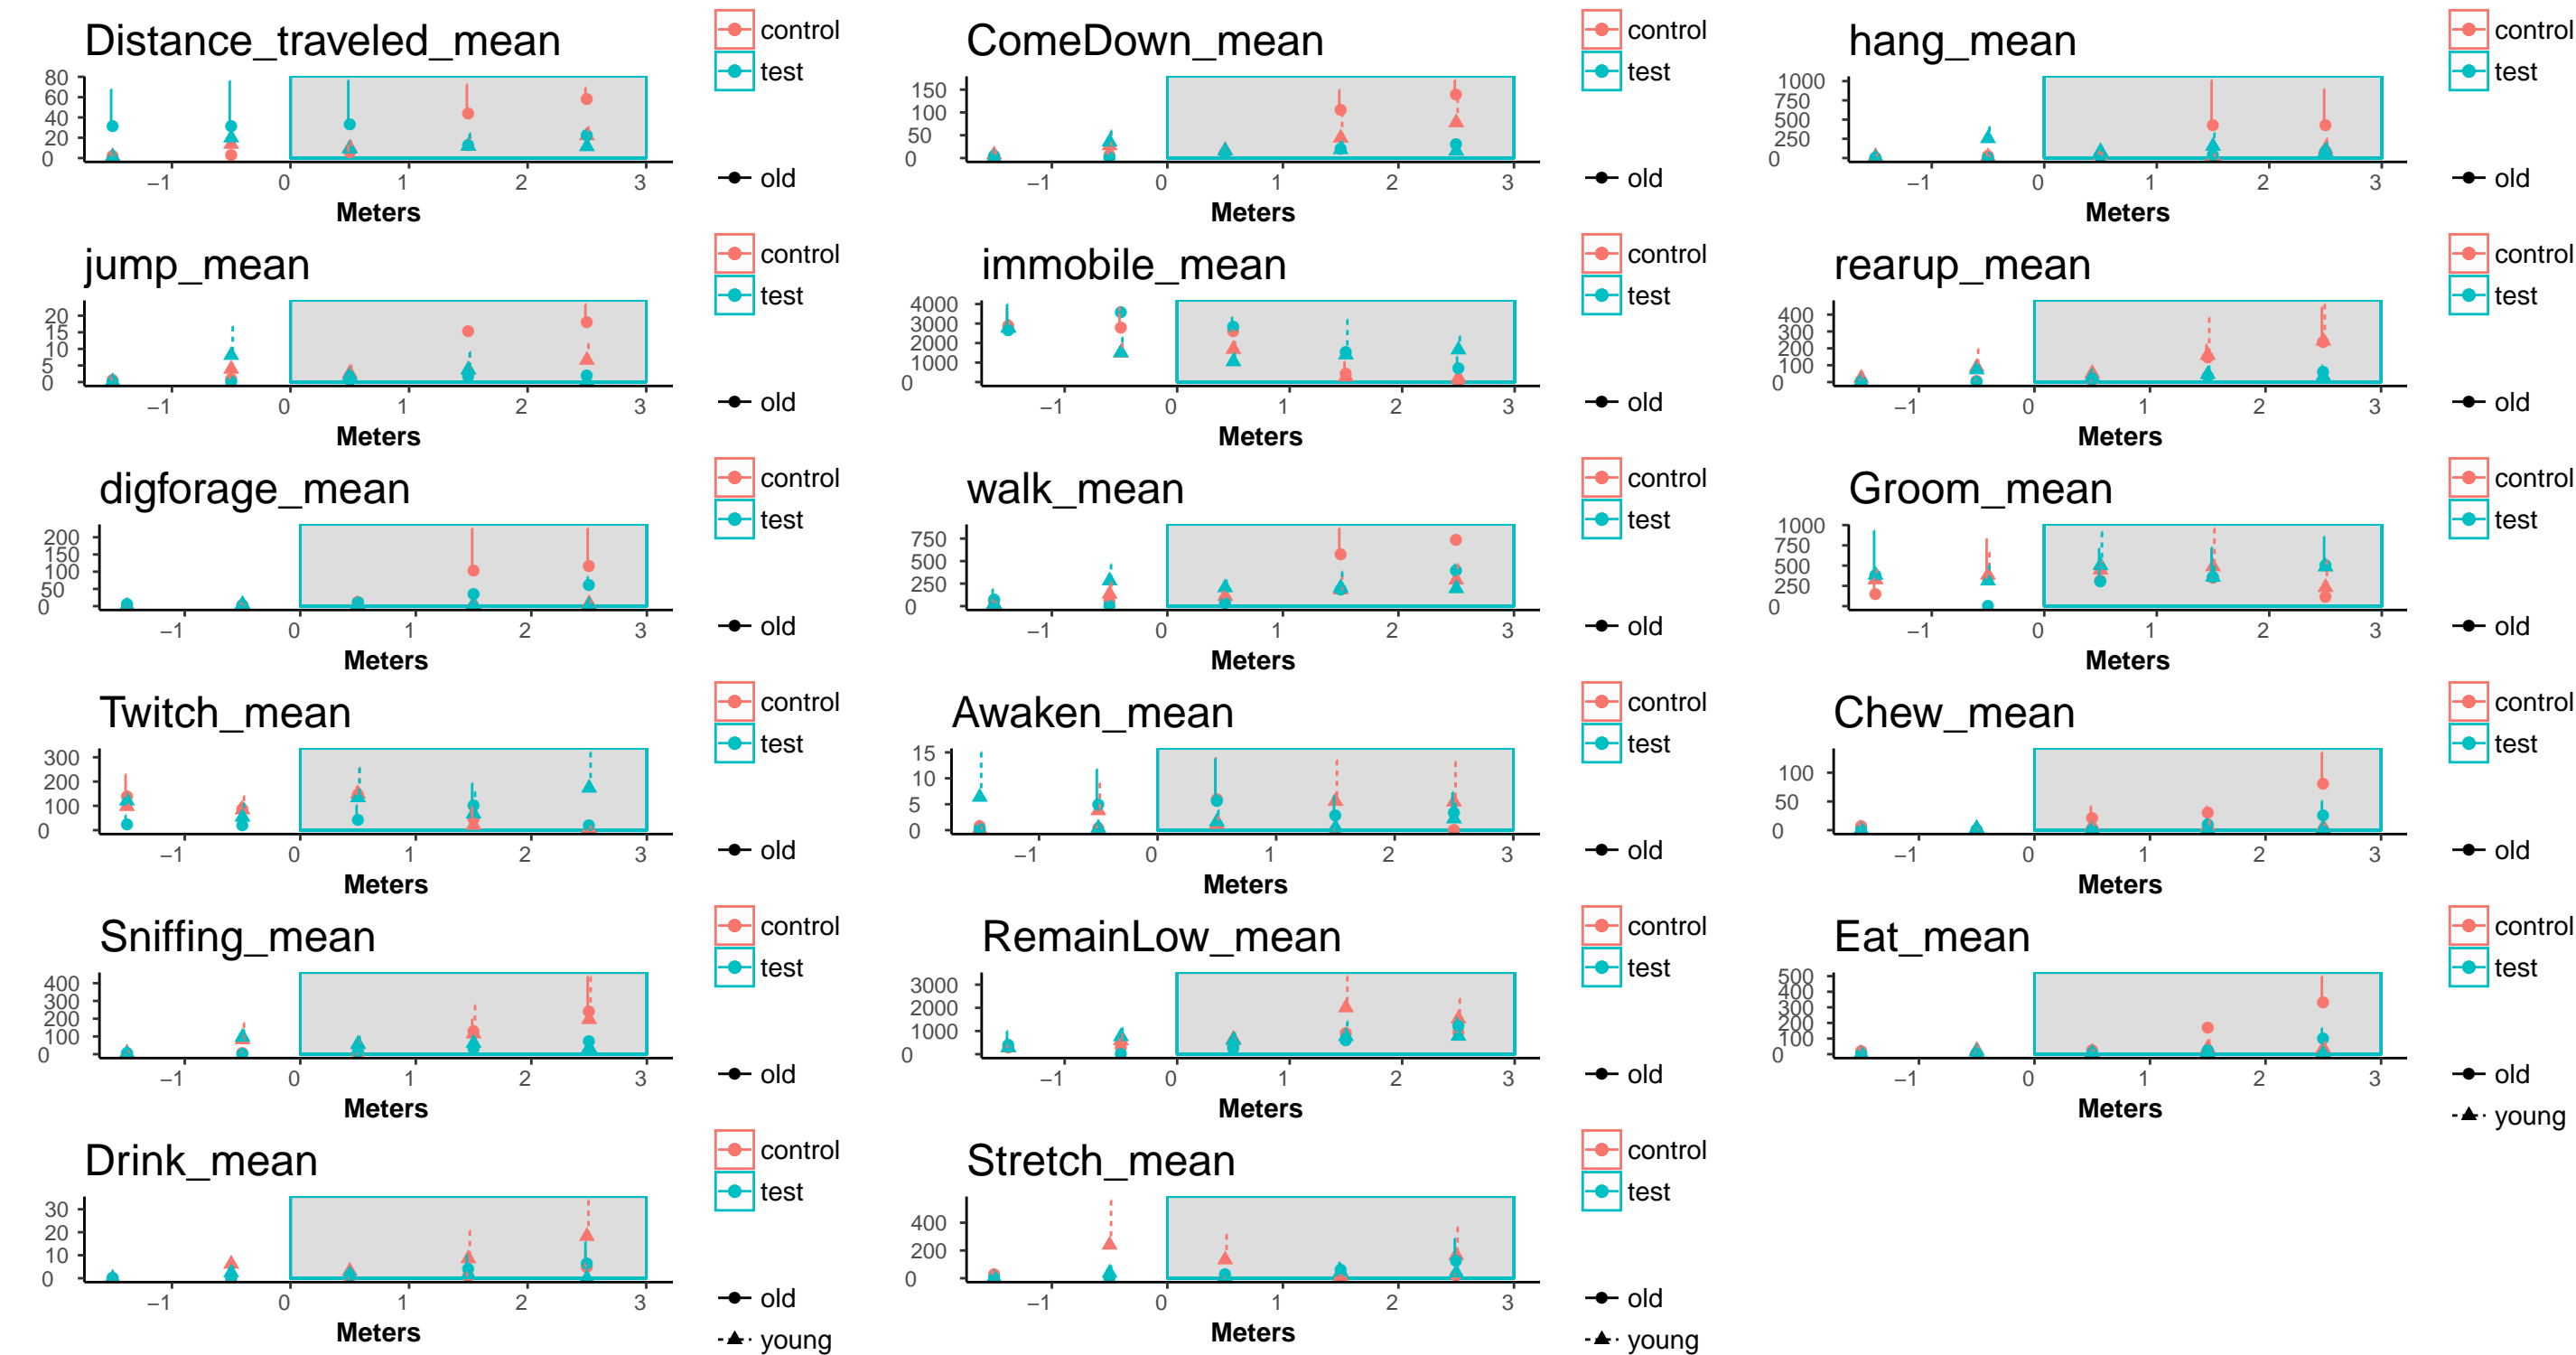 Distance_traveled_mean
80
60
40
20
0
−1 0 1 2 3
Meters
control
test
old
ComeDown_mean
150
100
50
0
−1 0 1 2 3
Meters
control
test
old
hang_mean
1000
750
500
250
0
−1 0 1 2 3
Meters
control
test
old
jump_mean
20
15
10
5
0
−1 0 1 2 3
Meters
control
test
old
immobile_mean
4000
3000
2000
1000
0
−1 0 1 2 3
Meters
control
test
old
rearup_mean
400
300
200
100
0
−1 0 1 2 3
Meters
control
test
old
digforage_mean
200
150
100
50
0
−1 0 1 2 3
Meters
control
test
old
walk_mean
750
500
250
0
−1 0 1 2 3
Meters
control
test
old
Groom_mean
1000
750
500
250
0
−1 0 1 2 3
Meters
control
test
old
Twitch_mean
300
200
100
0
−1 0 1 2 3
Meters
control
test
old
Awaken_mean
15
10
5
0
−1 0 1 2 3
Meters
control
test
old
Chew_mean
100
50
0
−1 0 1 2 3
Meters
control
test
old
Sniffing_mean
400
300
200
100
0
−1 0 1 2 3
Meters
control
test
old
RemainLow_mean
3000
2000
1000
0
−1 0 1 2 3
Meters
control
test
old
Eat_mean
500
400
300
200
100
0
−1 0 1 2 3
Meters
control
test
old
young
Drink_mean
30
20
10
0
−1 0 1 2 3
Meters
control
test
old
young
Stretch_mean
400
200
0
−1 0 1 2 3
Meters
control
test
old
young